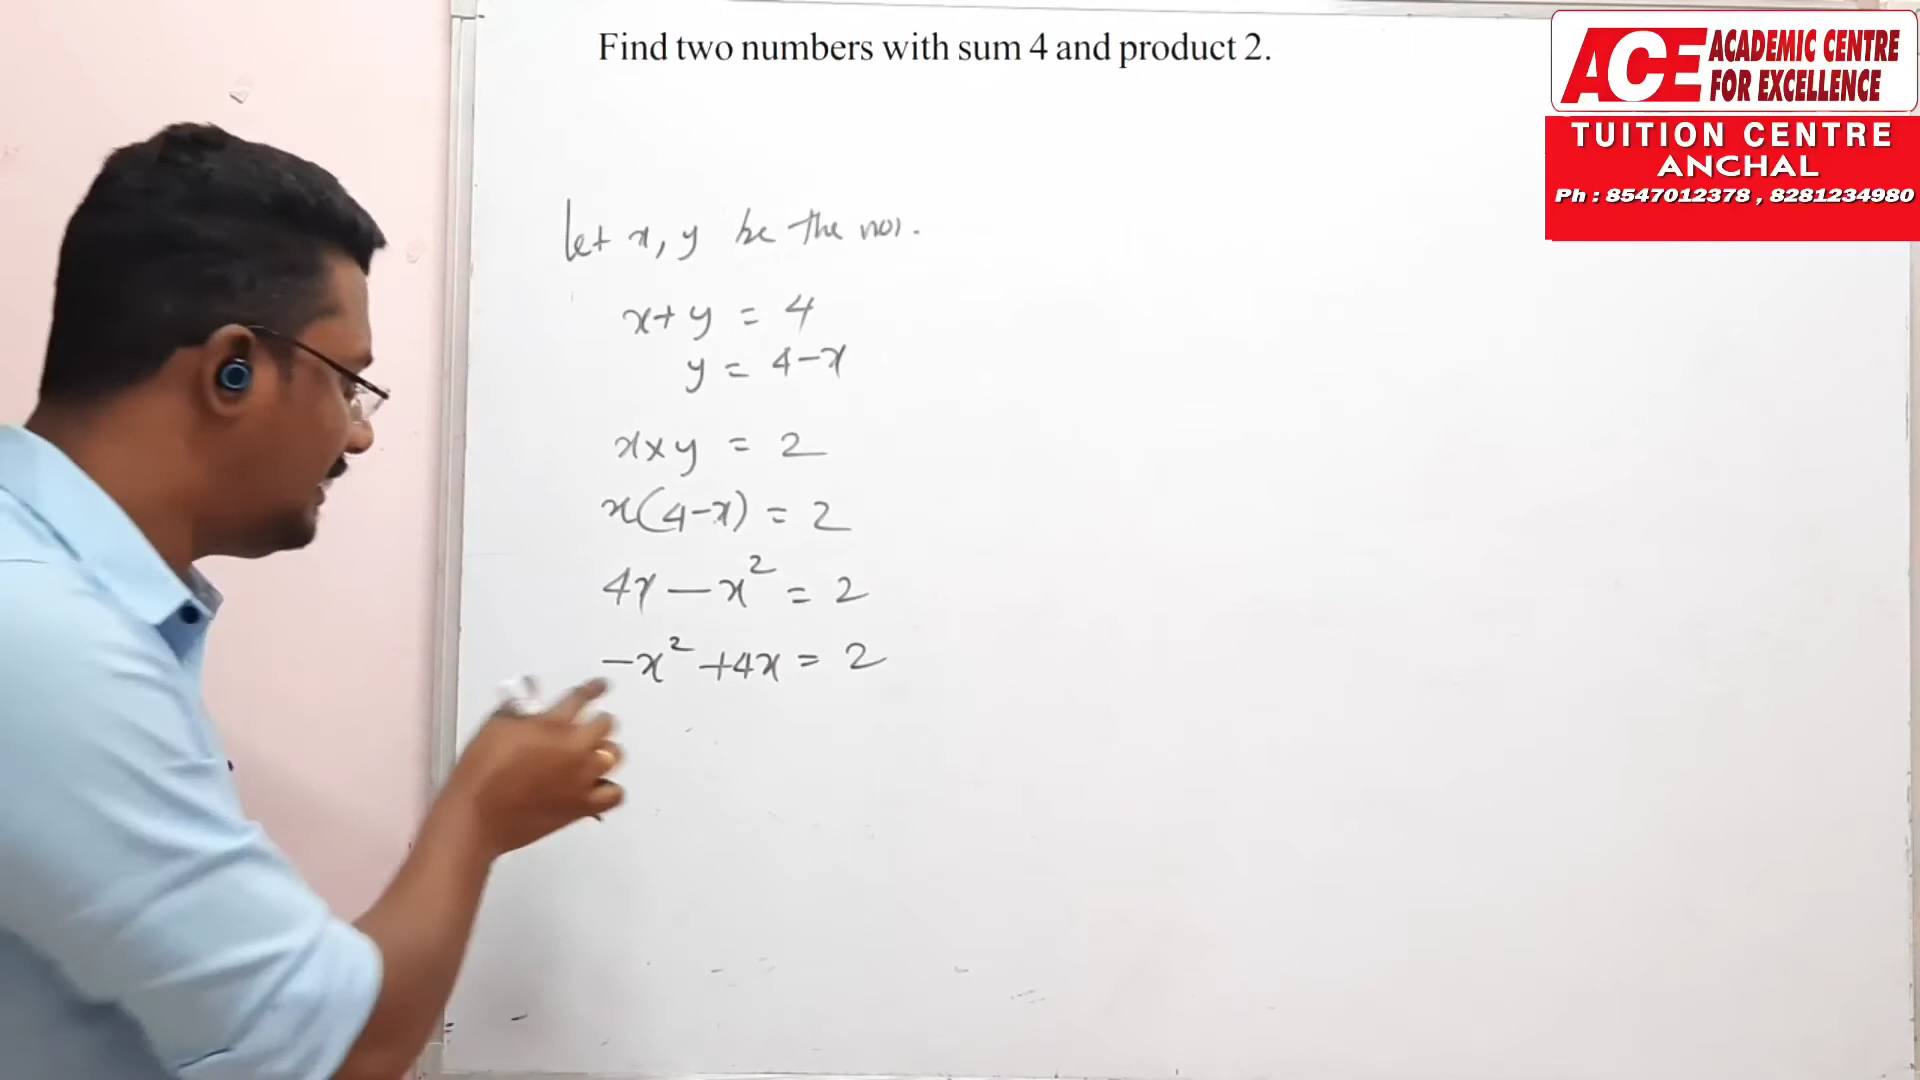 Find two numbers with sum 4 and product 2.
ACE ACADEMIC CENTRE
FOR EXCELLENCE
TUITION CENTRE
ANCHAL
Ph : 8547012378 , 8281234980
let x, y be the nos.
x+y = 4
y = 4-x
x×y = 2
x(4-x) = 2
4x - x² = 2
-x² +4x = 2